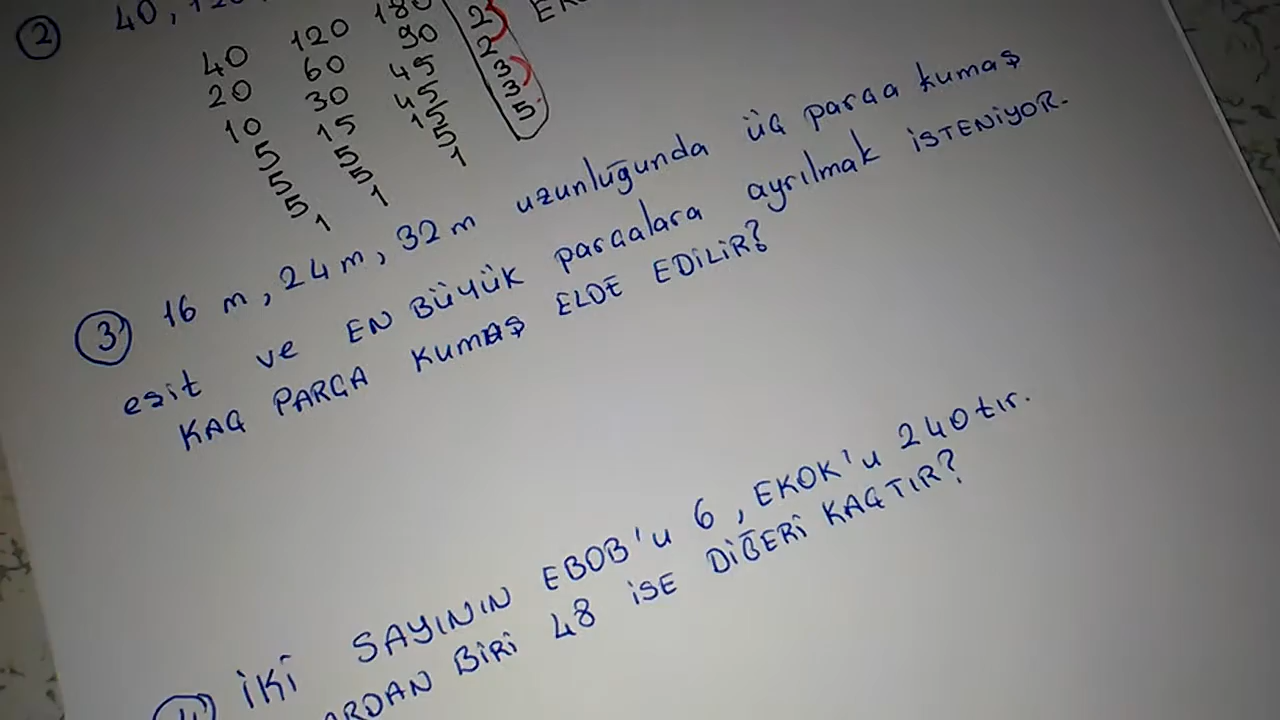 2 40, 120
40 120 180 2
20 60 90 2
10 30 45 3
5 15 45 3
5 5 15 5
5 5 5
1 1 1
3 16 m, 24 m, 32 m uzunluğunda üç parça kumaş
eşit ve EN BÜYÜK parçalara ayrılmak İSTENİYOR.
KAÇ PARÇA KUMAŞ ELDE EDİLİR?
4 İKİ SAYININ EBOB'u 6, EKOK'u 240tır.
BİRİ 48 İSE DİĞERİ KAÇTIR?